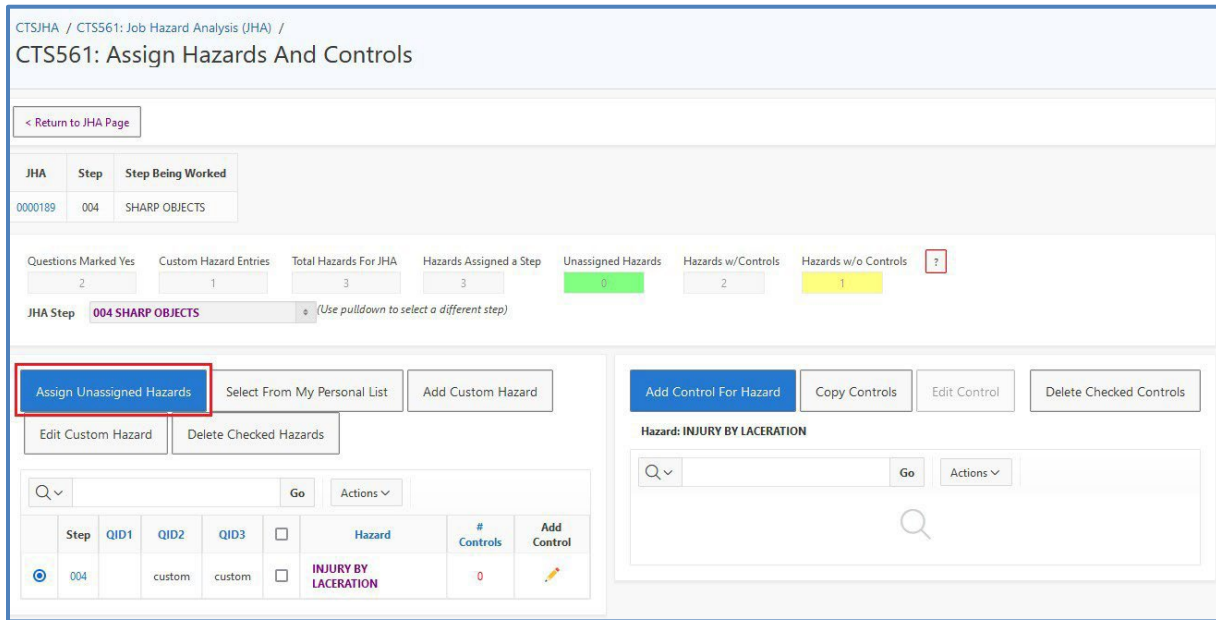 CTSJHA / CTS561: Job Hazard Analysis (JHA) /
CTS561: Assign Hazards And Controls
< Return to JHA Page
JHA Step Step Being Worked
0000189 004 SHARP OBJECTS
Questions Marked Yes Custom Hazard Entries Total Hazards For JHA Hazards Assigned a Step Unassigned Hazards Hazards w/Controls Hazards w/o Controls ?
2 1 3 3 0 2 1
JHA Step 004 SHARP OBJECTS (Use pulldown to select a different step)
Assign Unassigned Hazards Select From My Personal List Add Custom Hazard
Edit Custom Hazard Delete Checked Hazards
Go Actions
Step QID1 QID2 QID3 Hazard # Controls Add Control
004 custom custom INJURY BY LACERATION 0
Add Control For Hazard Copy Controls Edit Control Delete Checked Controls
Hazard: INJURY BY LACERATION
Go Actions